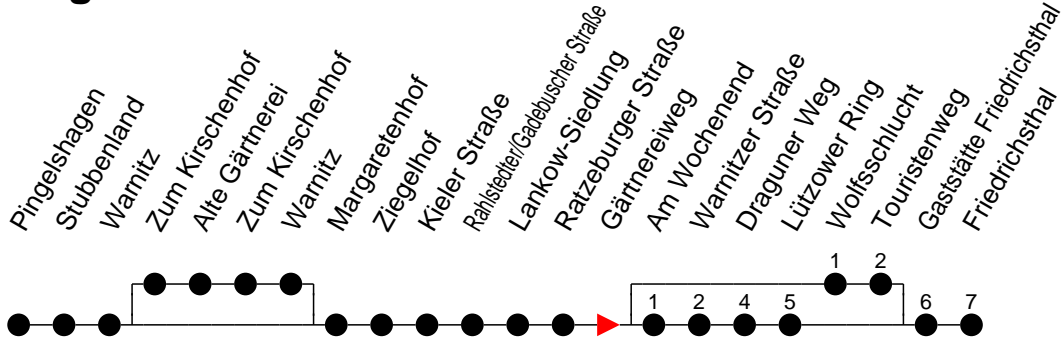 Pingelshagen
Stubbenland
Warnitz
Zum Kirschenhof
Alte Gärtnerei
Zum Kirschenhof
Warnitz
Margaretenhof
Ziegelhof
Kieler Straße
Rahlstedter/Gadebuscher Straße
Lankow-Siedlung
Ratzeburger Straße
Gärtnereiweg
Am Wochenend
Warnitzer Straße
Draguner Weg
Lützower Ring
Wolfsschlucht
Touristenweg
Gaststätte Friedrichsthal
Friedrichsthal
1 2
1 2 4 5 6 7